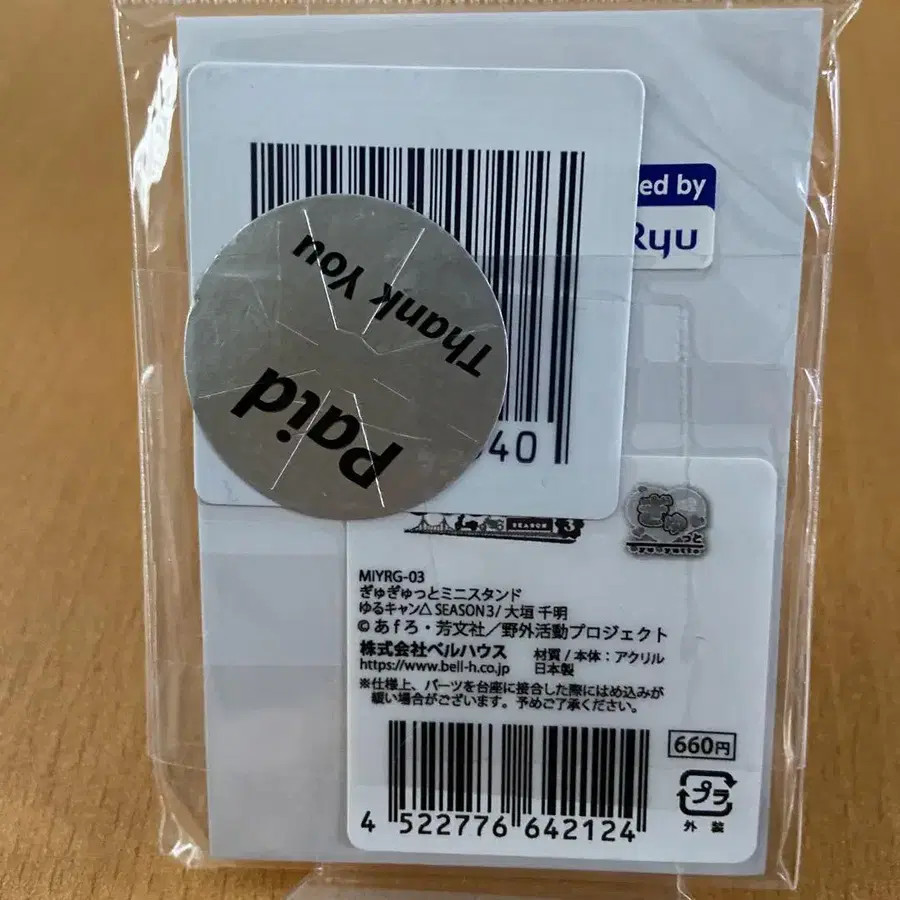 ed by
Ryu
Thank You
Paid
40
SEASON 3
MiYRG-03
ぎゅぎゅっとミニスタンド
ゆるキャン△ SEASON3/ 大垣 千明
©あfろ・芳文社／野外活動プロジェクト
株式会社ベルハウス 材質 / 本体：アクリル
https://www.bell-h.co.jp 日本製
※仕様上、パーツを台座に接合した際にはめ込みが
緩い場合がございます。予めご了承ください。
660円
プラ
外 装
4 522776 642124